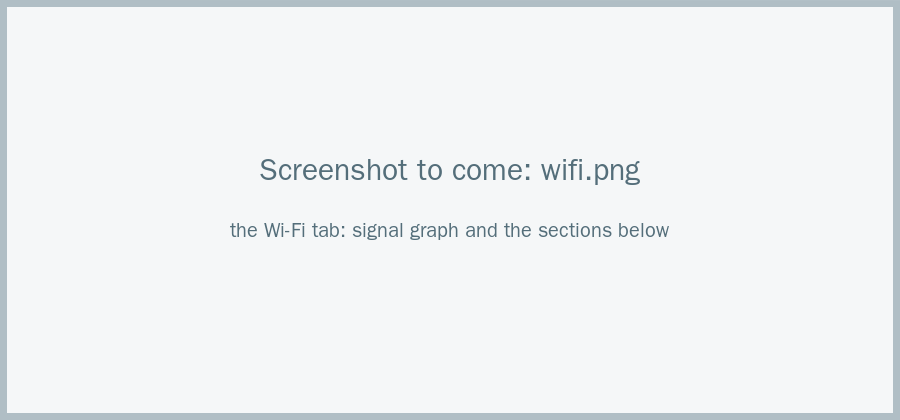 Screenshot to come: wifi.png
the Wi-Fi tab: signal graph and the sections below